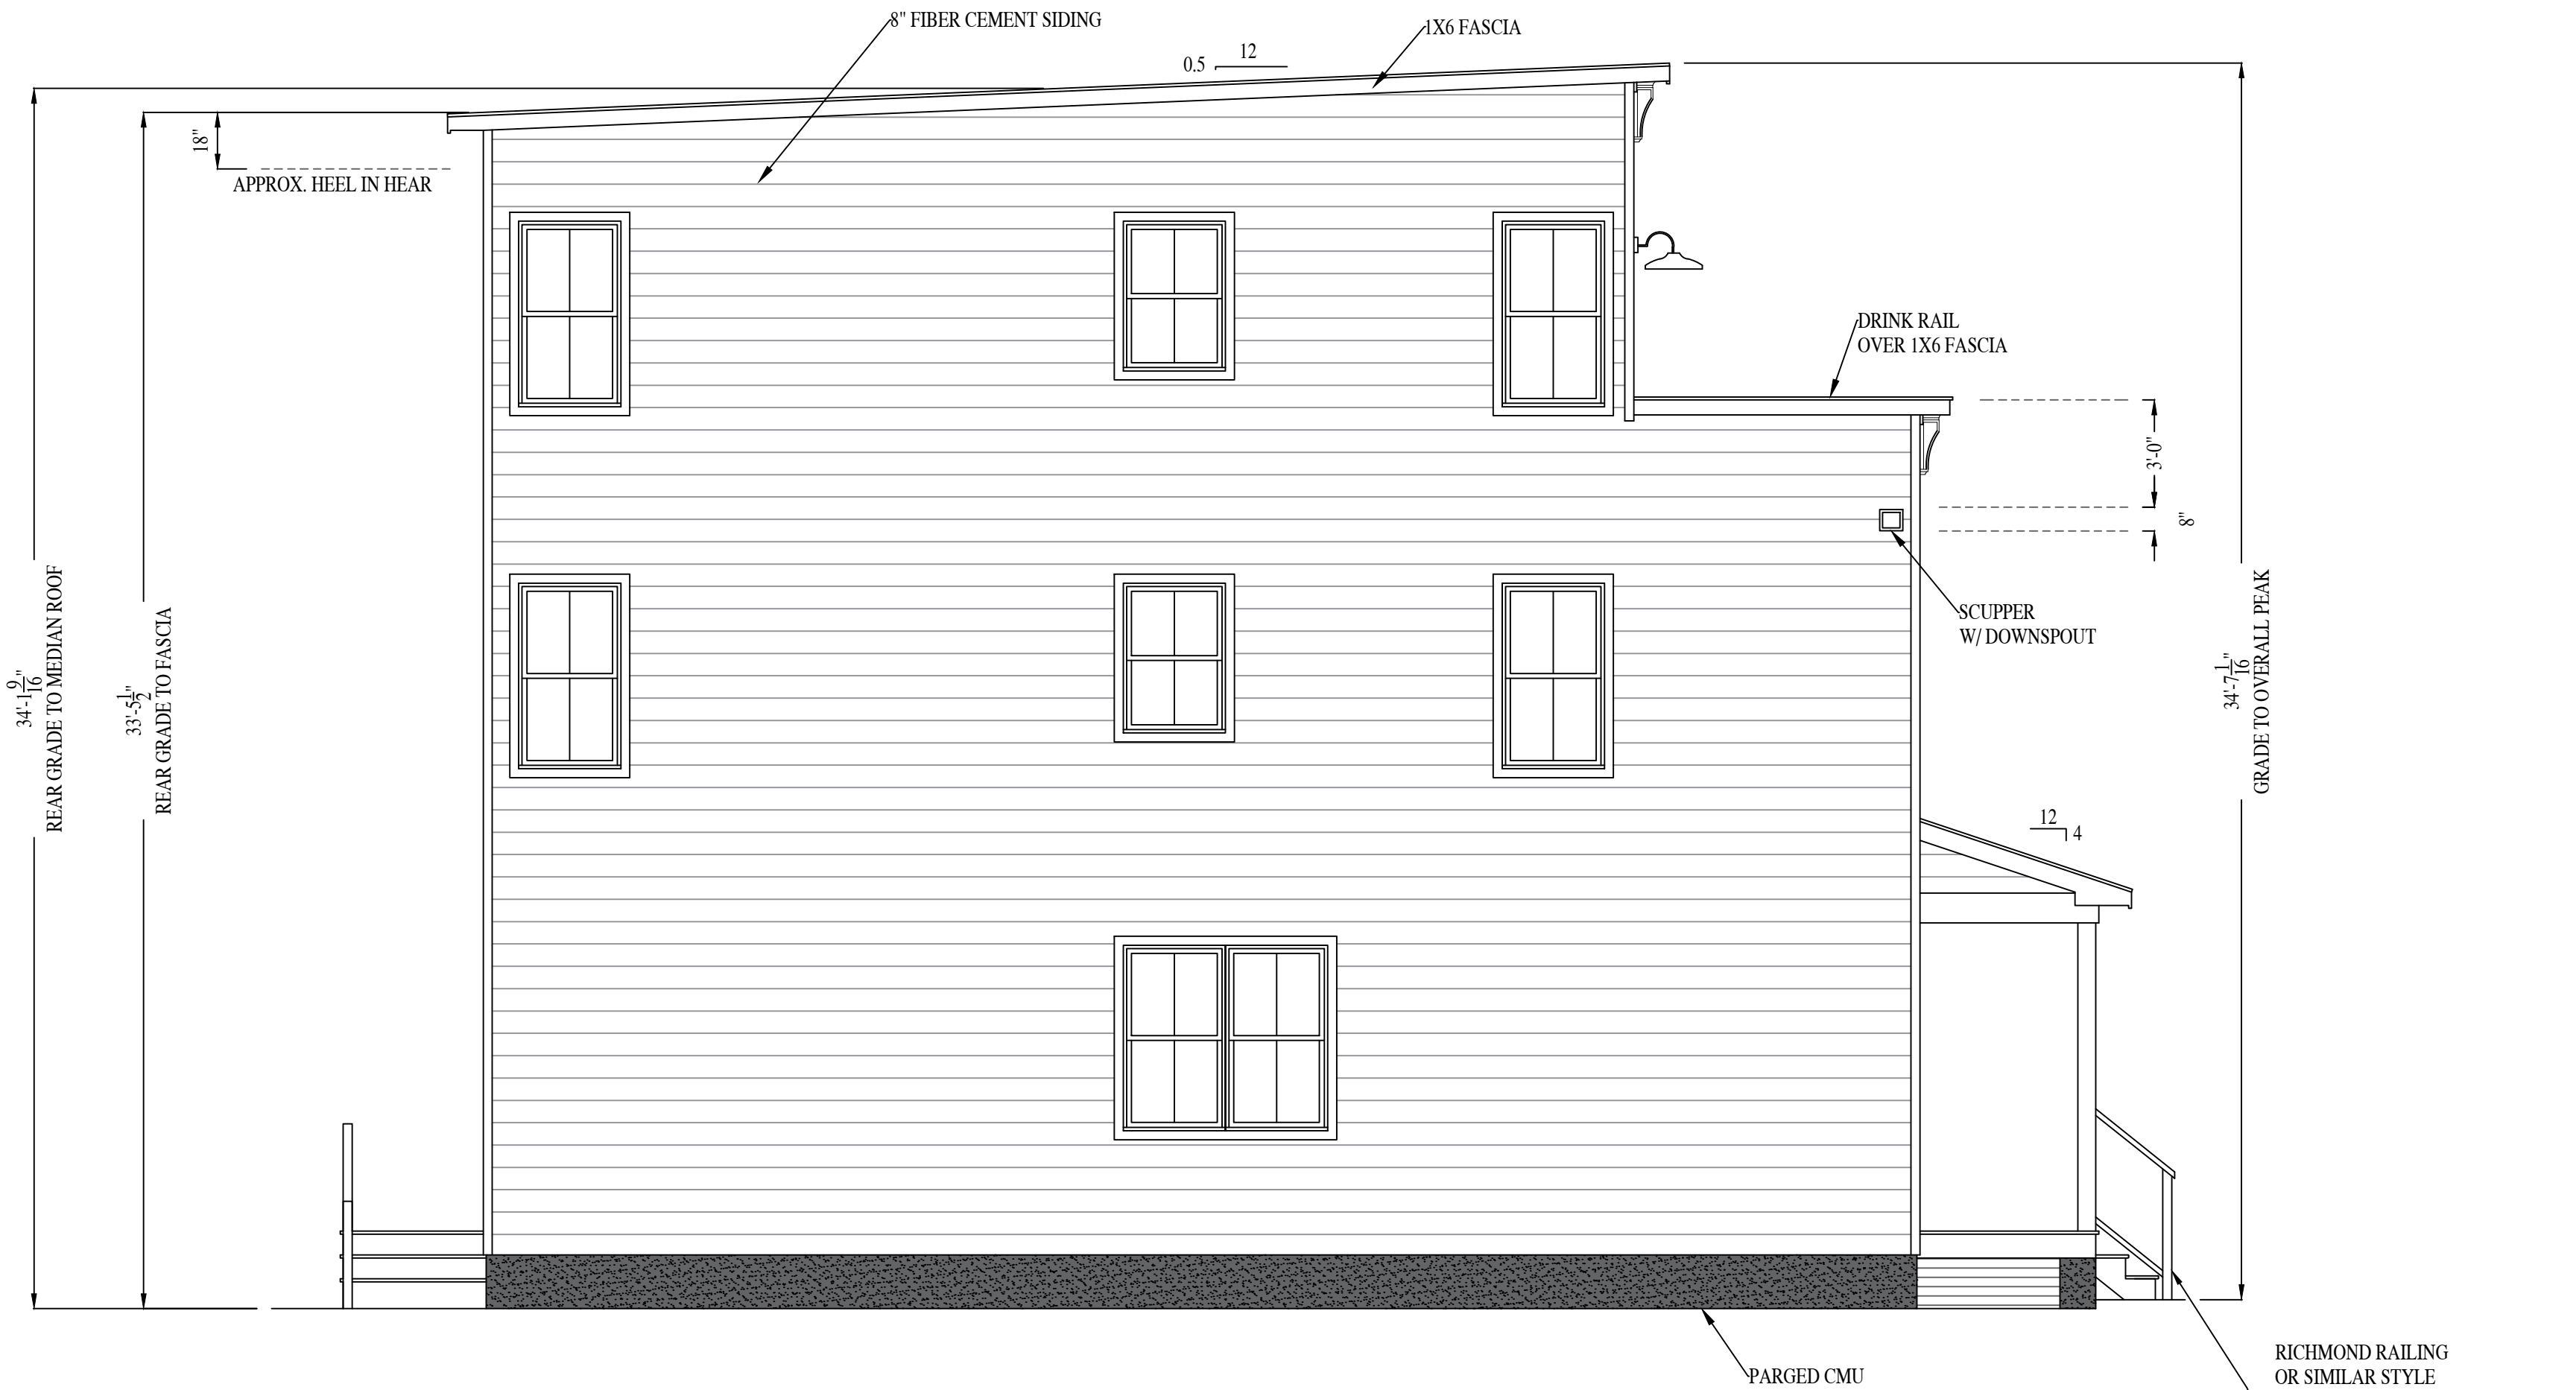 8" FIBER CEMENT SIDING
1X6 FASCIA
12
0.5
18"
APPROX. HEEL IN HEAR
DRINK RAIL
OVER 1X6 FASCIA
3'-0"
8"
SCUPPER
W/ DOWNSPOUT
34'-1 9/16"
REAR GRADE TO MEDIAN ROOF
33'-5 1/2"
REAR GRADE TO FASCIA
34'-7 1/16"
GRADE TO OVERALL PEAK
12
4
RICHMOND RAILING
OR SIMILAR STYLE
PARGED CMU